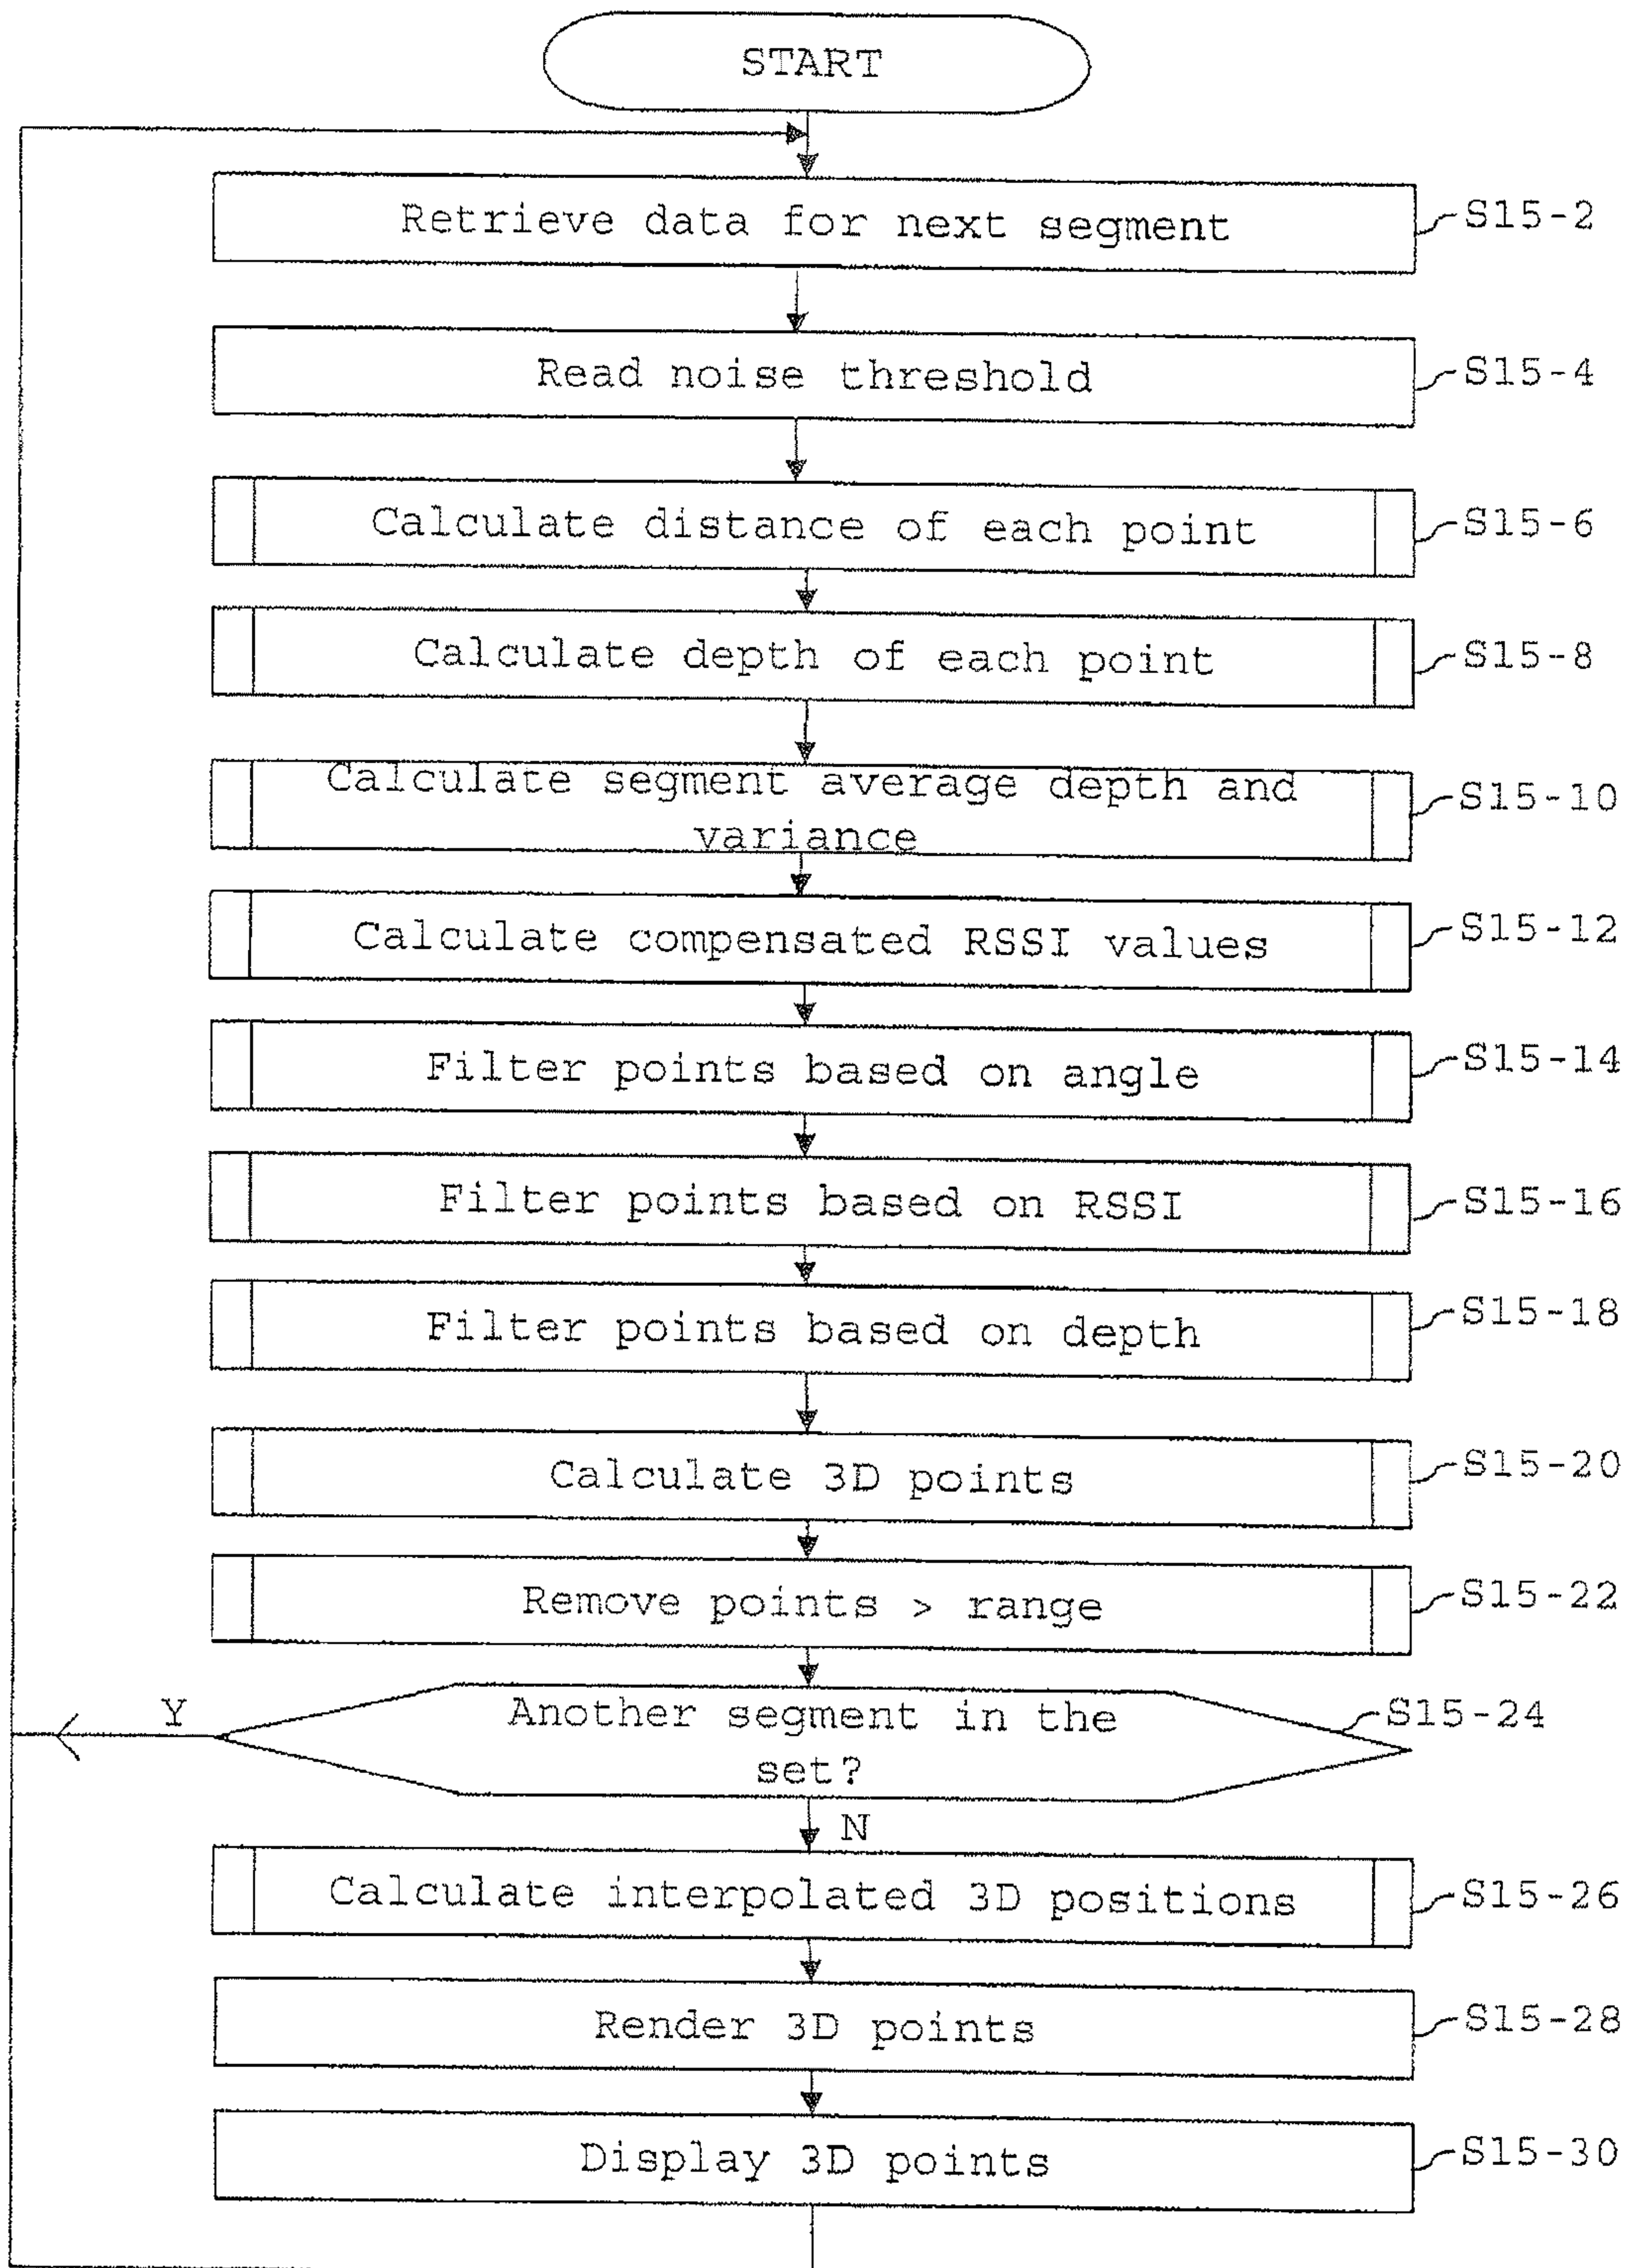 START
Retrieve data for next segment
S15-2
Read noise threshold
S15-4
Calculate distance of each point
S15-6
Calculate depth of each point
S15-8
Calculate segment average depth and
variance
S15-10
Calculate compensated RSSI values
S15-12
Filter points based on angle
S15-14
Filter points based on RSSI
S15-16
Filter points based on depth
S15-18
Calculate 3D points
S15-20
Remove points > range
S15-22
Another segment in the
set?
S15-24
Y
N
Calculate interpolated 3D positions
S15-26
Render 3D points
S15-28
Display 3D points
S15-30